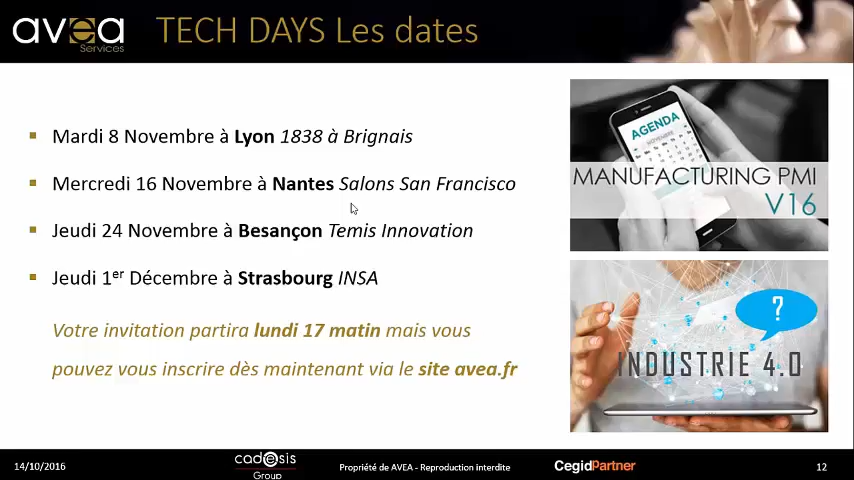 avea
Services
TECH DAYS Les dates
▪ Mardi 8 Novembre à Lyon 1838 à Brignais
▪ Mercredi 16 Novembre à Nantes Salons San Francisco
▪ Jeudi 24 Novembre à Besançon Temis Innovation
▪ Jeudi 1er Décembre à Strasbourg INSA
Votre invitation partira lundi 17 matin mais vous
pouvez vous inscrire dès maintenant via le site avea.fr
AGENDA
NOVEMBRE
MANUFACTURING PMI
V16
?
INDUSTRIE 4.0
14/10/2016
cadesis
Group
Propriété de AVEA - Reproduction interdite
CegidPartner
12